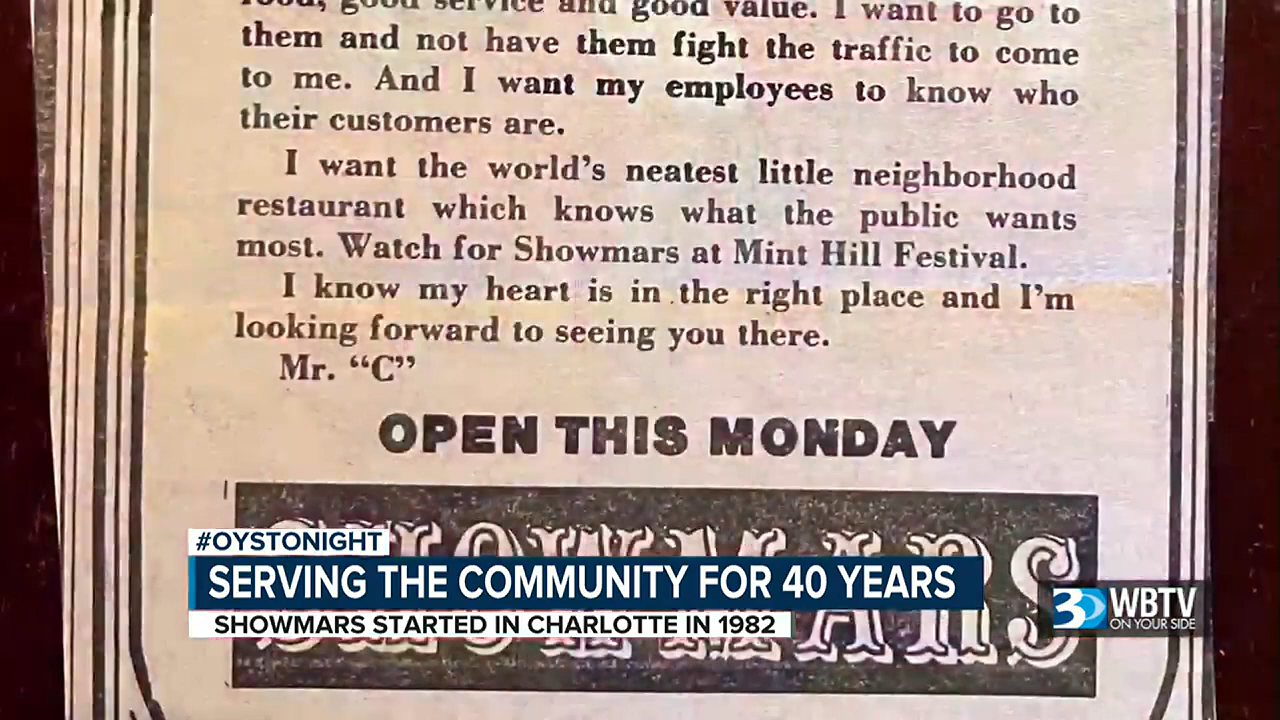 food, good service and good value. I want to go to
them and not have them fight the traffic to come
to me. And I want my employees to know who
their customers are.
I want the world's neatest little neighborhood
restaurant which knows what the public wants
most. Watch for Showmars at Mint Hill Festival.
I know my heart is in the right place and I'm
looking forward to seeing you there.
Mr. “C”
OPEN THIS MONDAY
SHOWMARS
#OYSTONIGHT
SERVING THE COMMUNITY FOR 40 YEARS
SHOWMARS STARTED IN CHARLOTTE IN 1982
3 WBTV
ON YOUR SIDE